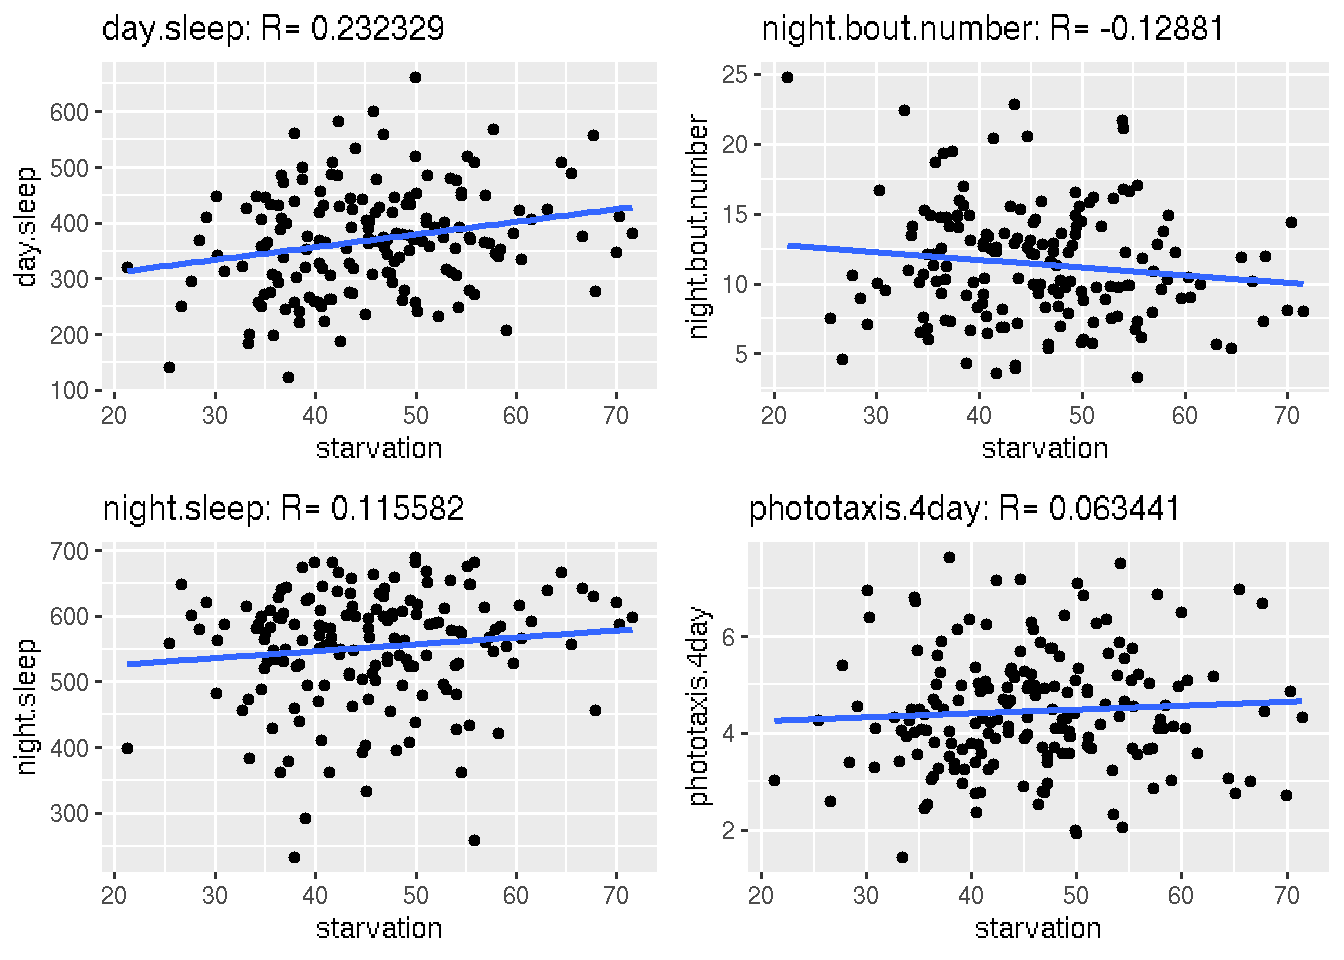 day.sleep: R= 0.232329
day.sleep
600
500
400
300
200
100
20 30 40 50 60 70
starvation
night.bout.number: R= -0.12881
night.bout.number
25
20
15
10
5
20 30 40 50 60 70
starvation
night.sleep: R= 0.115582
night.sleep
700
600
500
400
300
20 30 40 50 60 70
starvation
phototaxis.4day: R= 0.063441
phototaxis.4day
6
4
2
20 30 40 50 60 70
starvation